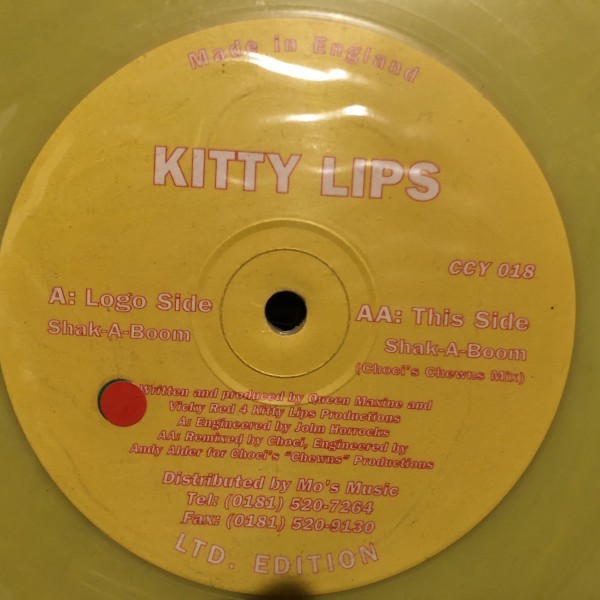 Made in England
KITTY LIPS
CCY 018
A: Logo Side
Shak-A-Boom
AA: This Side
Shak-A-Boom
(Choci's Chewns Mix)
Written and produced by Queen Maxine and
Vicky Red 4 Kitty Lips Productions
A: Engineered by John Horrocks
AA: Remixed by Choci, Engineered by
Andy Alder for Choci's "Chewns" Productions
Distributed by Mo's Music
Tel: (0181) 520-7264
Fax: (0181) 520-9130
LTD. EDITION